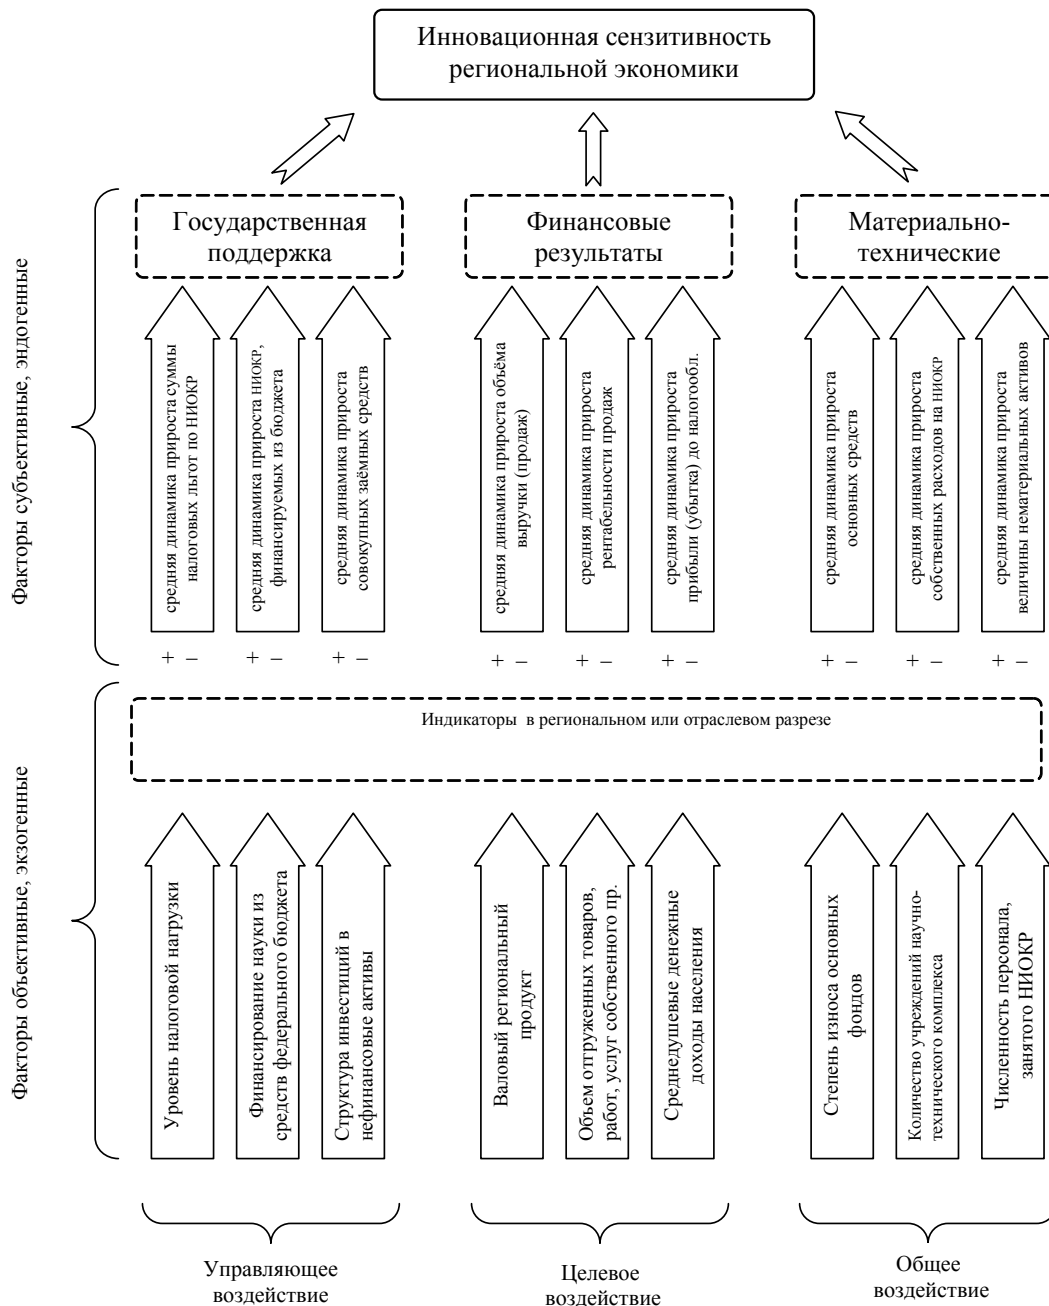 Инновационная сензитивность
региональной экономики
Государственная
поддержка
Финансовые
результаты
Материально-
технические
Факторы субъективные, эндогенные
средняя динамика прироста суммы
налоговых льгот по НИОКР
средняя динамика прироста НИОКР,
финансируемых из бюджета
средняя динамика прироста
совокупных заёмных средств
средняя динамика прироста объёма
выручки (продаж)
средняя динамика прироста
рентабельности продаж
средняя динамика прироста
прибыли (убытка) до налогообл.
средняя динамика прироста
основных средств
средняя динамика прироста
собственных расходов на НИОКР
средняя динамика прироста
величины нематериальных активов
+ – + – + – + – + – + – + – + – + –
Индикаторы в региональном или отраслевом разрезе
Факторы объективные, экзогенные
Уровень налоговой нагрузки
Финансирование науки из
средств федерального бюджета
Структура инвестиций в
нефинансовые активы
Валовый региональный
продукт
Объем отгруженных товаров,
работ, услуг собственного пр.
Среднедушевые денежные
доходы населения
Степень износа основных
фондов
Количество учреждений научно-
технического комплекса
Численность персонала,
занятого НИОКР
Управляющее
воздействие
Целевое
воздействие
Общее
воздействие